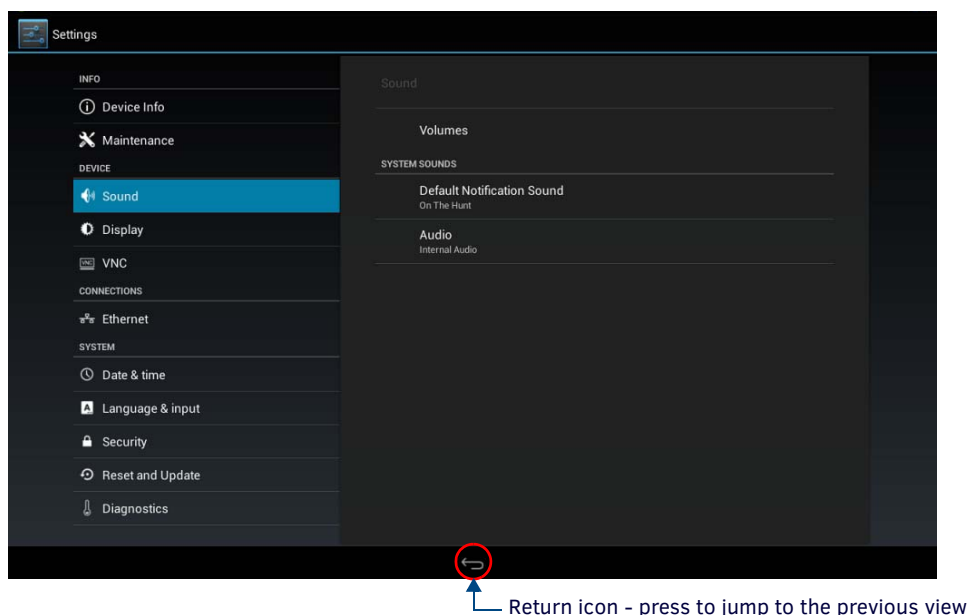 Settings
INFO
Device Info
Maintenance
DEVICE
Sound
Display
VNC
VNC
CONNECTIONS
Ethernet
SYSTEM
Date & time
A
Language & input
Security
Reset and Update
Diagnostics
Sound
Volumes
SYSTEM SOUNDS
Default Notification Sound
On The Hunt
Audio
Internal Audio
Return icon - press to jump to the previous view